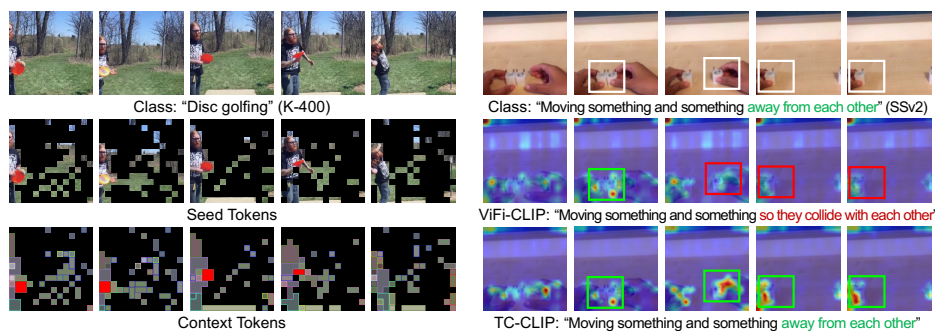 Class: “Disc golfing” (K-400)
Seed Tokens
Context Tokens
Class: “Moving something and something away from each other” (SSv2)
ViFi-CLIP: “Moving something and something so they collide with each other”
TC-CLIP: “Moving something and something away from each other”